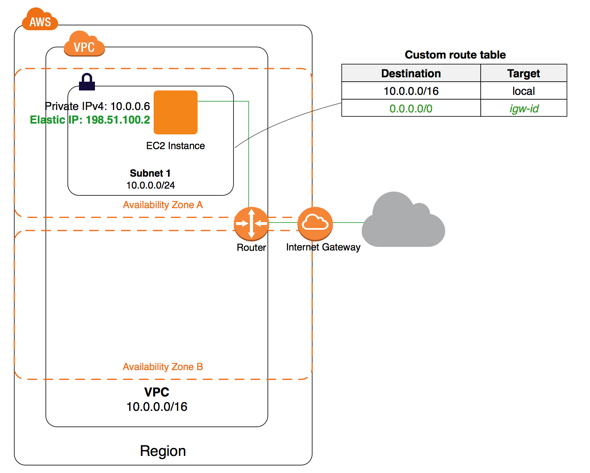 AWS
VPC
Custom route table
Destination Target
10.0.0.0/16 local
0.0.0.0/0 igw-id
Private IPv4: 10.0.0.6
Elastic IP: 198.51.100.2
EC2 Instance
Subnet 1
10.0.0.0/24
Availability Zone A
Router
Internet Gateway
Availability Zone B
VPC
10.0.0.0/16
Region